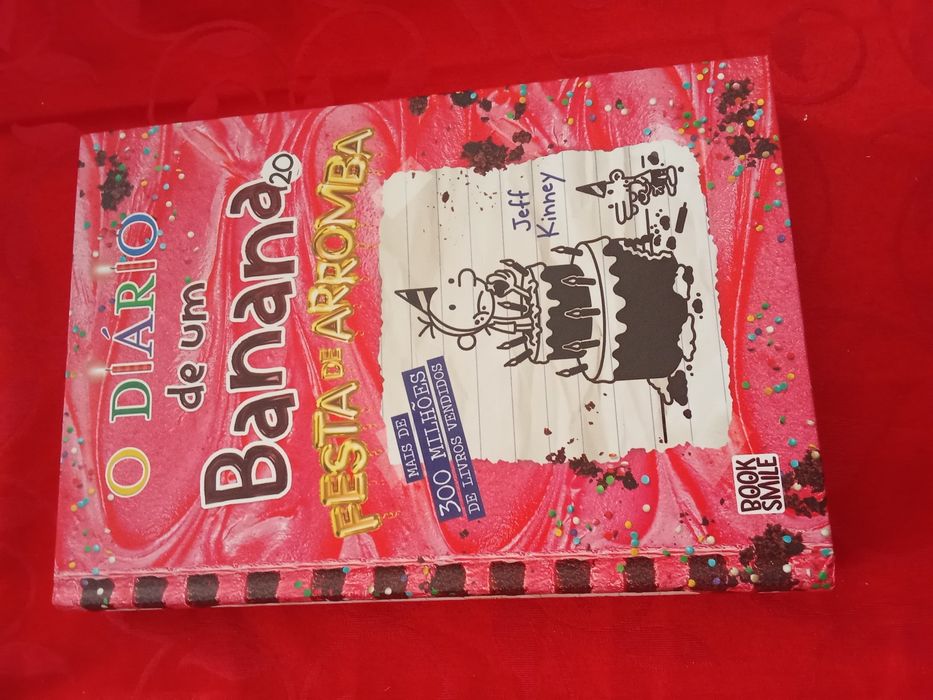 O DIÁRIO
de um
Banana 20
FESTA DE ARROMBA
MAIS DE
300 MILHÕES
DE LIVROS VENDIDOS
Jeff
Kinney
BOOK
SMILE